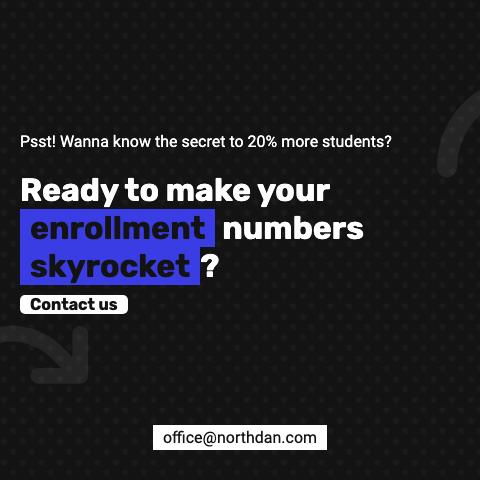 Psst! Wanna know the secret to 20% more students?
Ready to make your
enrollment numbers
skyrocket ?
Contact us
office@northdan.com